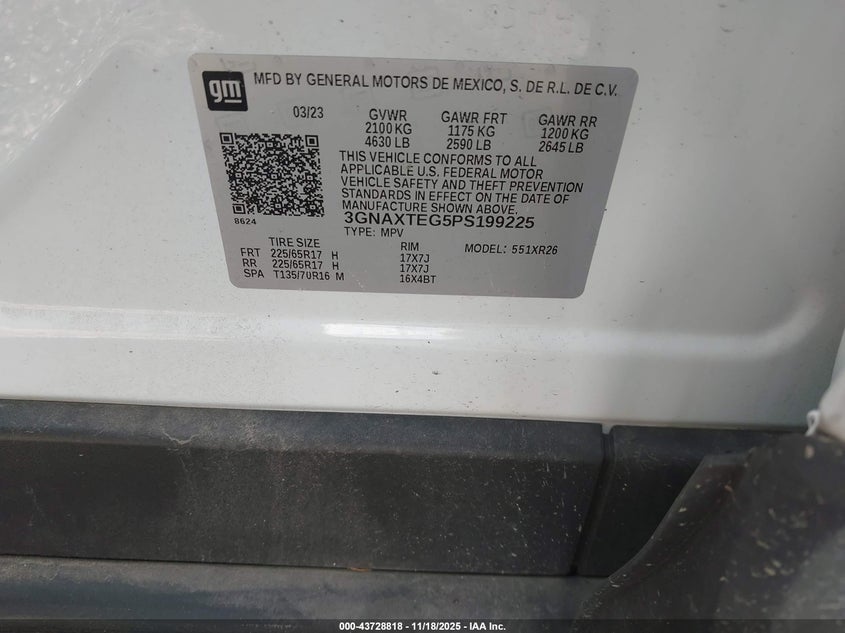 gm MFD BY GENERAL MOTORS DE MEXICO, S. DE R.L. DE C.V.
03/23 GVWR GAWR FRT GAWR RR
2100 KG 1175 KG 1200 KG
4630 LB 2590 LB 2645 LB
THIS VEHICLE CONFORMS TO ALL
APPLICABLE U.S. FEDERAL MOTOR
VEHICLE SAFETY AND THEFT PREVENTION
STANDARDS IN EFFECT ON THE DATE OF
MANUFACTURE SHOWN ABOVE.
8624
3GNAXTEG5PS199225
TYPE: MPV MODEL: 551XR26
TIRE SIZE RIM
FRT 225/65R17 H 17X7J
RR 225/65R17 H 17X7J
SPA T135/70R16 M 16X4BT
000-43728818 - 11/18/2025 - IAA Inc.